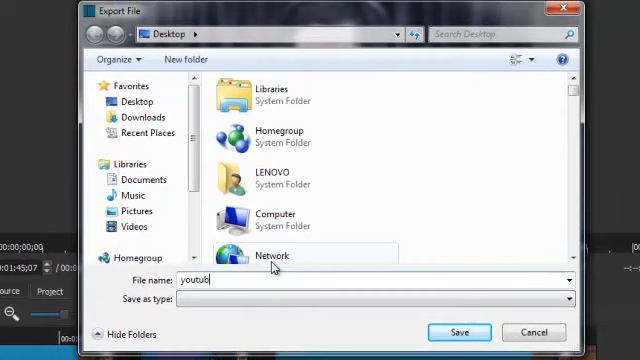 Export File
Desktop
Search Desktop
Organize
New folder
Favorites
Desktop
Downloads
Recent Places
Libraries
Documents
Music
Pictures
Videos
Homegroup
Libraries
System Folder
Homegroup
System Folder
LENOVO
System Folder
Computer
System Folder
Network
00:00:00;00
01:45;07
/00:0
File name: youtub
Save as type:
ource
Project
Hide Folders
Save
Cancel